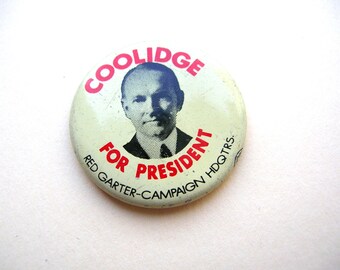 COOLIDGE
FOR PRESIDENT
RED GARTER-CAMPAIGN HDQTRS.